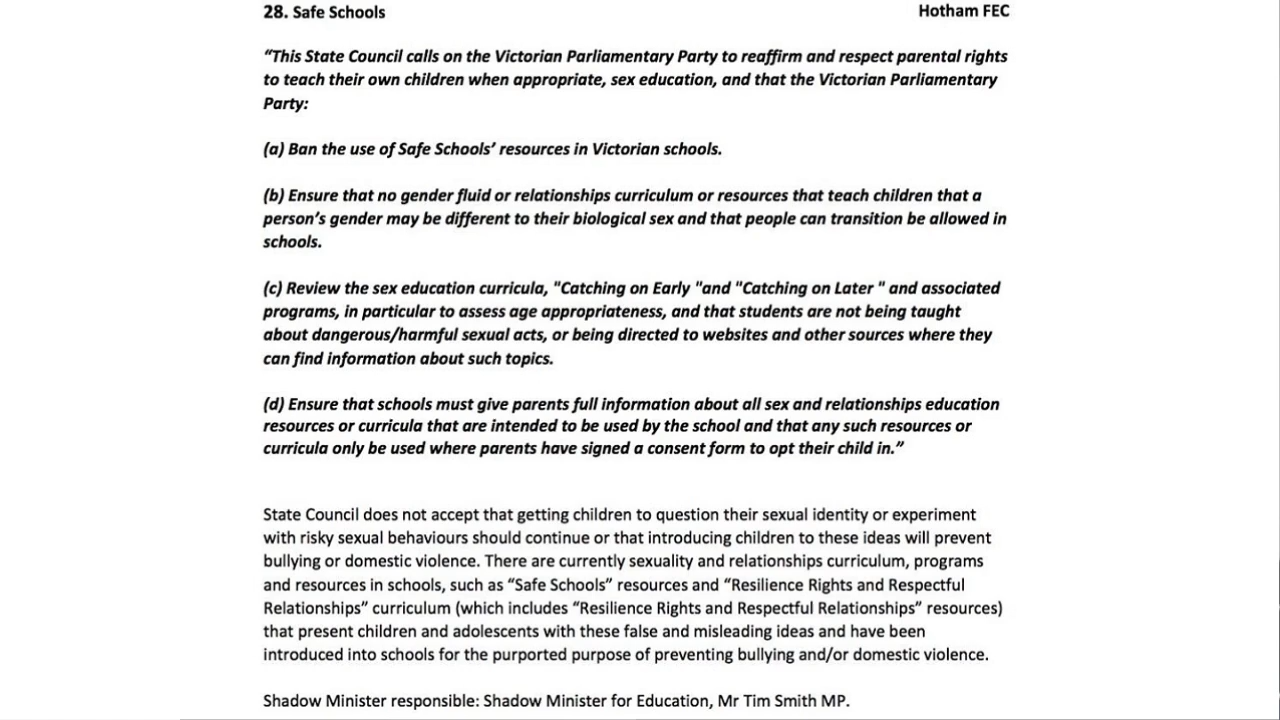 28. Safe Schools Hotham FEC
“This State Council calls on the Victorian Parliamentary Party to reaffirm and respect parental rights
to teach their own children when appropriate, sex education, and that the Victorian Parliamentary
Party:
(a) Ban the use of Safe Schools’ resources in Victorian schools.
(b) Ensure that no gender fluid or relationships curriculum or resources that teach children that a
person’s gender may be different to their biological sex and that people can transition be allowed in
schools.
(c) Review the sex education curricula, "Catching on Early "and "Catching on Later " and associated
programs, in particular to assess age appropriateness, and that students are not being taught
about dangerous/harmful sexual acts, or being directed to websites and other sources where they
can find information about such topics.
(d) Ensure that schools must give parents full information about all sex and relationships education
resources or curricula that are intended to be used by the school and that any such resources or
curricula only be used where parents have signed a consent form to opt their child in.”
State Council does not accept that getting children to question their sexual identity or experiment
with risky sexual behaviours should continue or that introducing children to these ideas will prevent
bullying or domestic violence. There are currently sexuality and relationships curriculum, programs
and resources in schools, such as “Safe Schools” resources and “Resilience Rights and Respectful
Relationships” curriculum (which includes “Resilience Rights and Respectful Relationships” resources)
that present children and adolescents with these false and misleading ideas and have been
introduced into schools for the purported purpose of preventing bullying and/or domestic violence.
Shadow Minister responsible: Shadow Minister for Education, Mr Tim Smith MP.